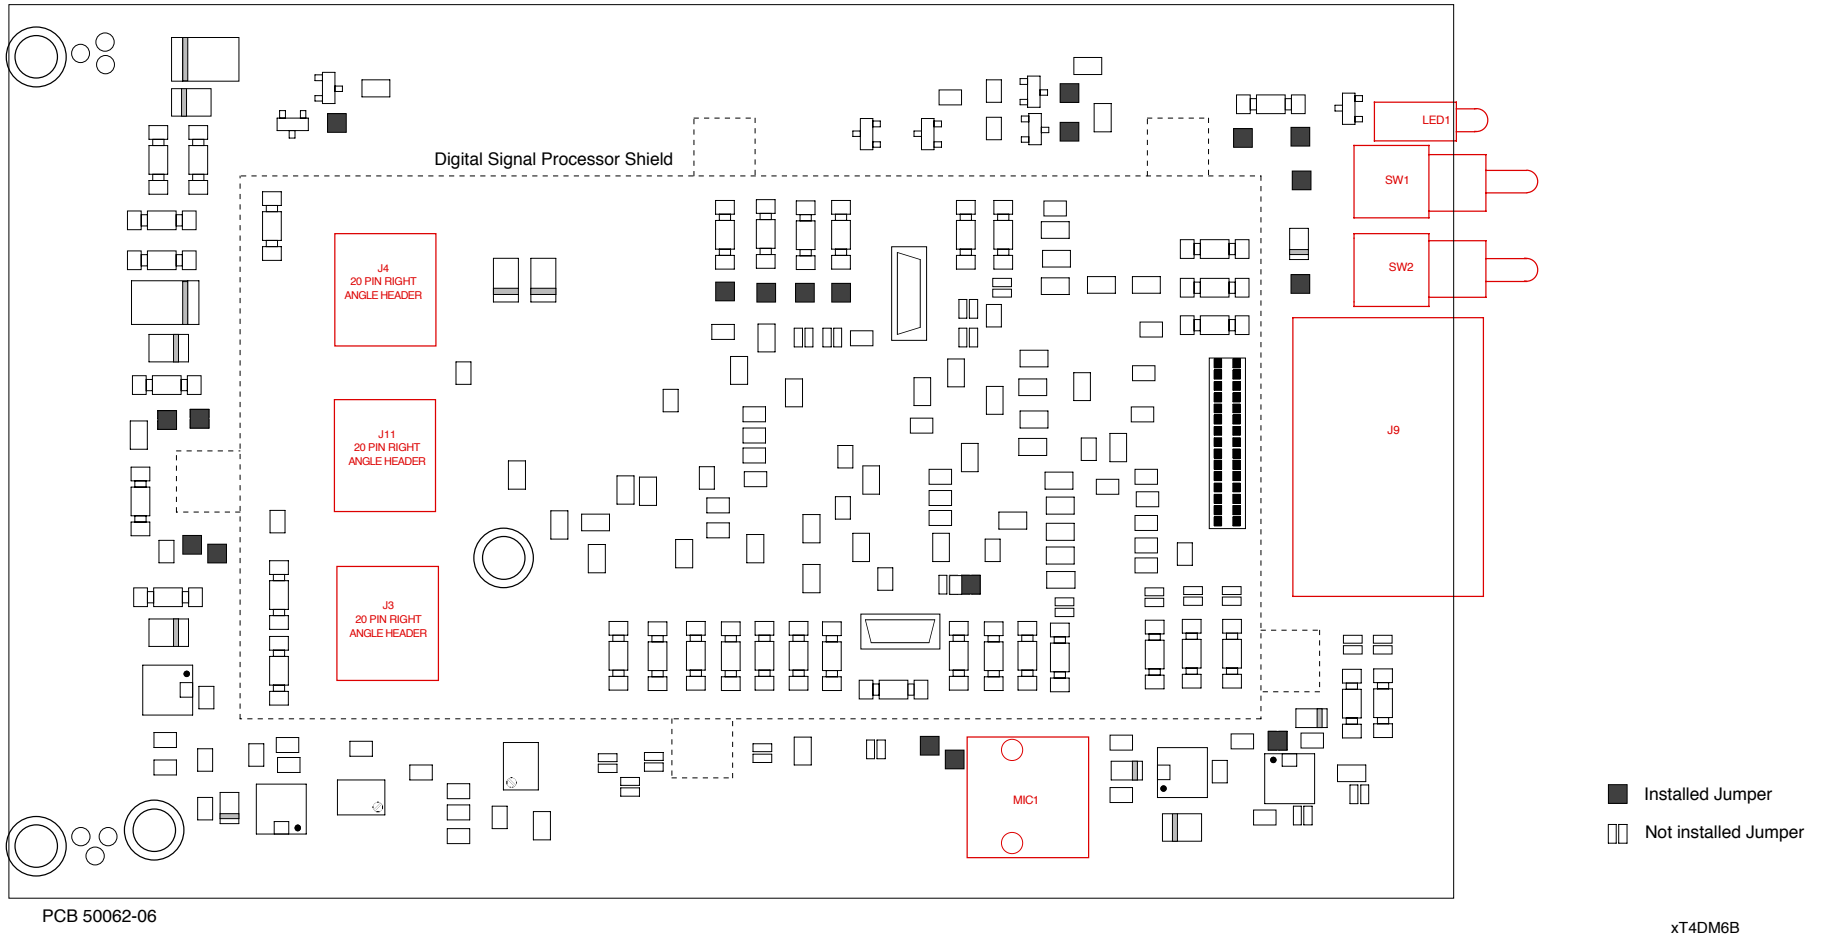 LED1
Digital Signal Processor Shield
SW1
J4
20 PIN RIGHT
ANGLE HEADER
SW2
J11
20 PIN RIGHT
ANGLE HEADER
J9
J3
20 PIN RIGHT
ANGLE HEADER
MIC1
Installed Jumper
Not installed Jumper
PCB 50062-06
xT4DM6B